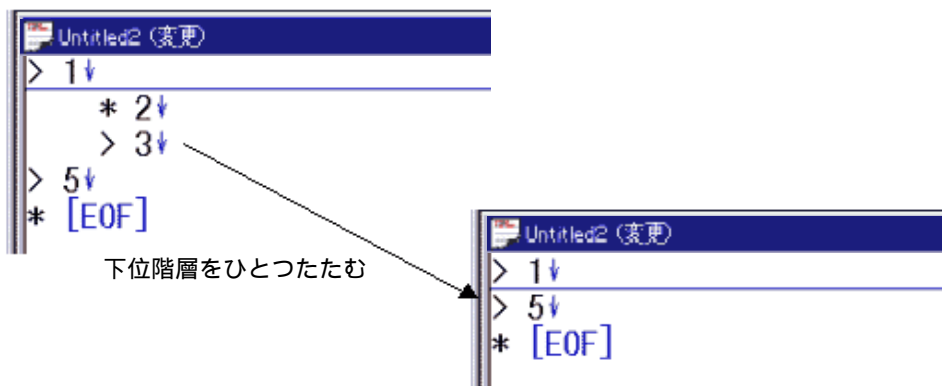 Untitled2 (変更)
> 1↓
* 2↓
> 3↓
> 5↓
* [EOF]
下位階層をひとつたたむ
Untitled2 (変更)
> 1↓
> 5↓
* [EOF]